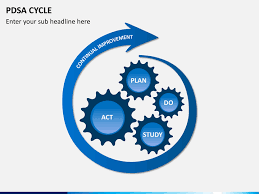 PDSA CYCLE
Enter your sub headline here
CONTINUAL IMPROVEMENT
PLAN
DO
ACT
STUDY